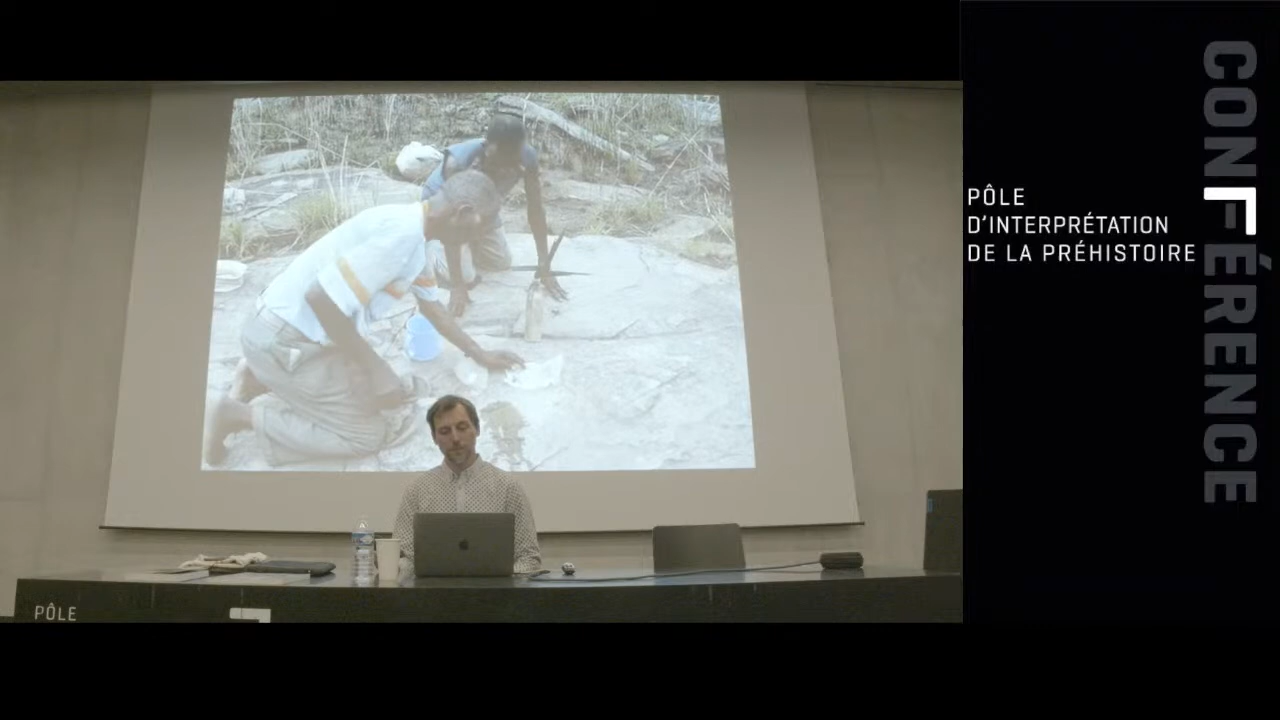 PÔLE
D'INTERPRÉTATION
DE LA PRÉHISTOIRE
CONFÉRENCE
PÔLE